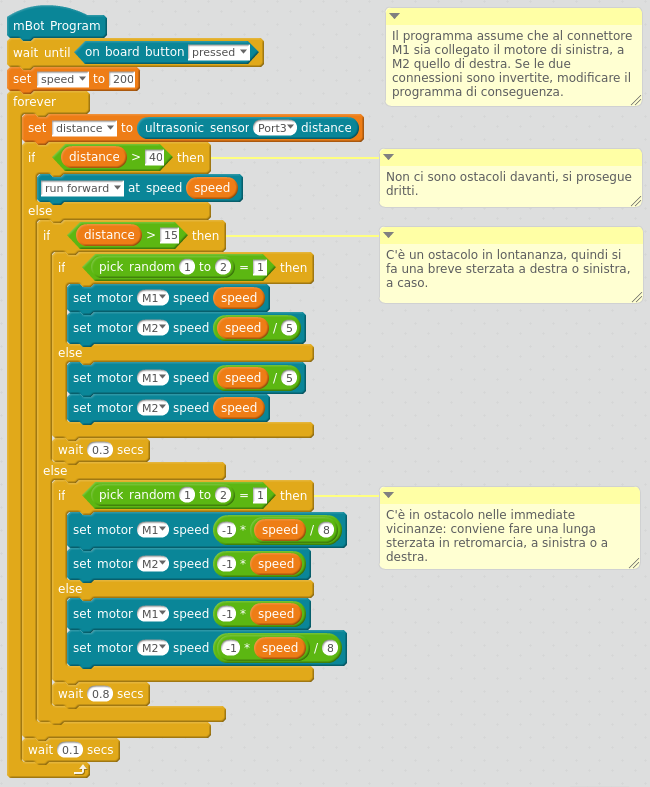 mBot Program
wait until on board button pressed
set speed to 200
forever
set distance to ultrasonic sensor Port3 distance
if distance > 40 then
run forward at speed speed
else
if distance > 15 then
if pick random 1 to 2 = 1 then
set motor M1 speed speed
set motor M2 speed speed / 5
else
set motor M1 speed speed / 5
set motor M2 speed speed
wait 0.3 secs
else
if pick random 1 to 2 = 1 then
set motor M1 speed -1 * speed / 8
set motor M2 speed -1 * speed
else
set motor M1 speed -1 * speed
set motor M2 speed -1 * speed / 8
wait 0.8 secs
wait 0.1 secs
Il programma assume che al connettore
M1 sia collegato il motore di sinistra, a
M2 quello di destra. Se le due
connessioni sono invertite, modificare il
programma di conseguenza.
Non ci sono ostacoli davanti, si prosegue
dritti.
C'è un ostacolo in lontananza, quindi si
fa una breve sterzata a destra o sinistra,
a caso.
C'è in ostacolo nelle immediate
vicinanze: conviene fare una lunga
sterzata in retromarcia, a sinistra o a
destra.